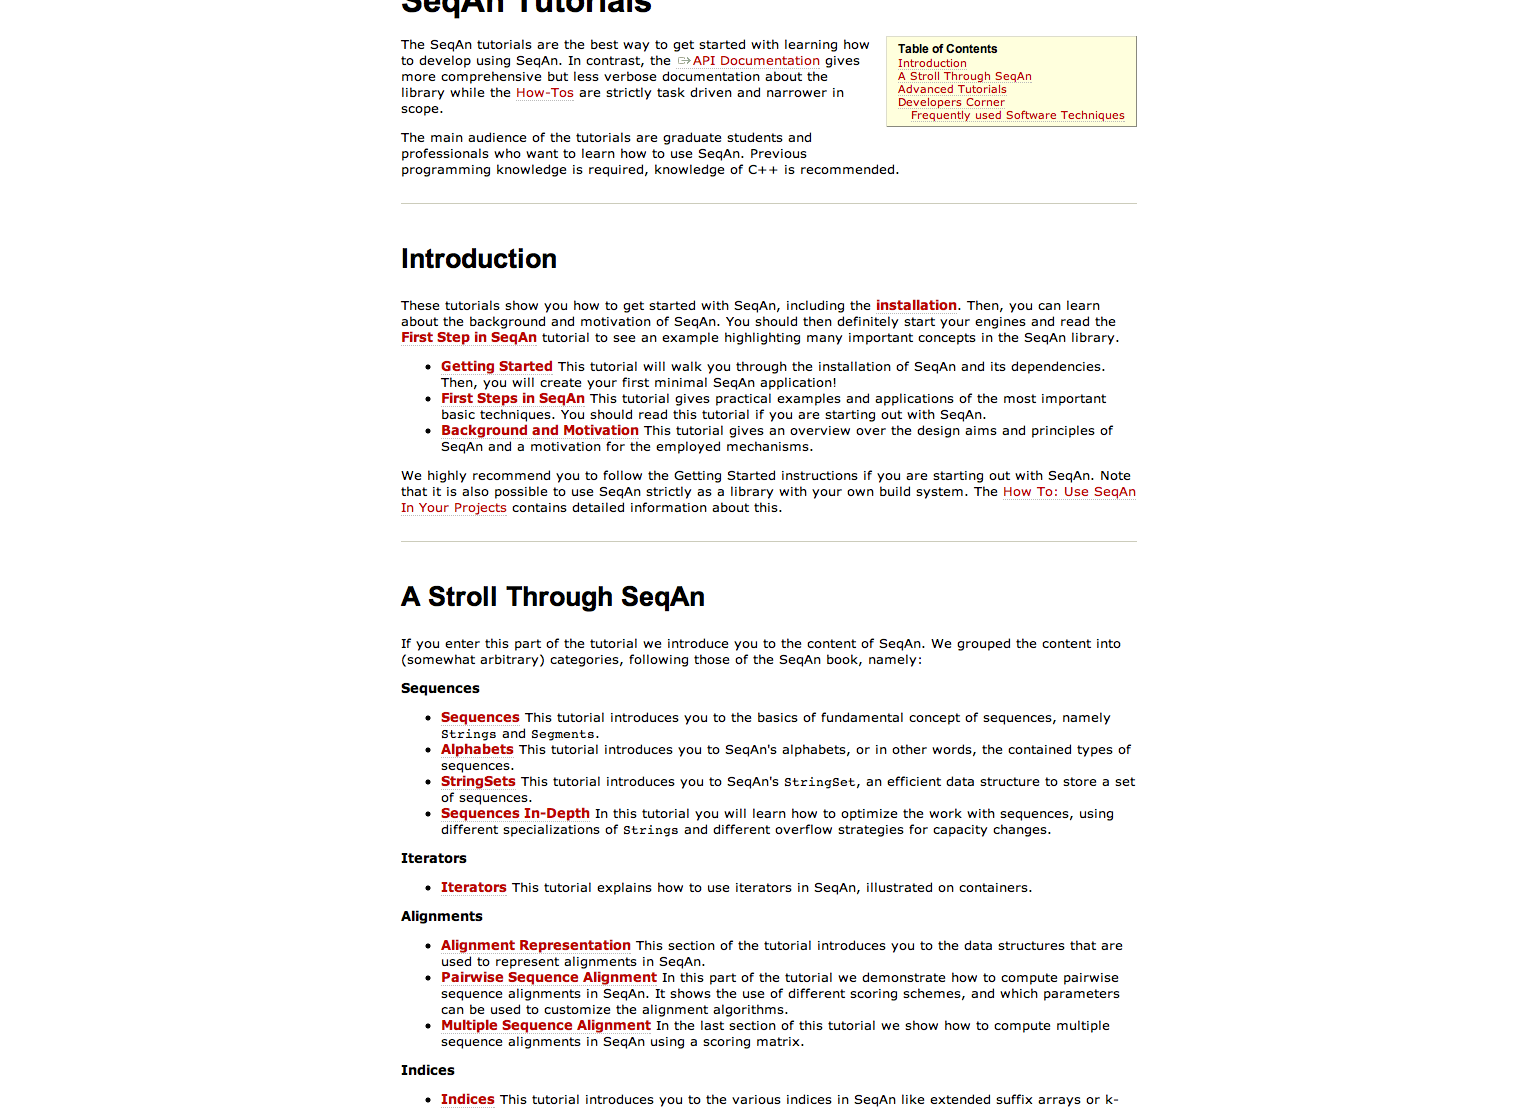 SeqAn Tutorials
The SeqAn tutorials are the best way to get started with learning how
to develop using SeqAn. In contrast, the API Documentation gives
more comprehensive but less verbose documentation about the
library while the How-Tos are strictly task driven and narrower in
scope.
Table of Contents
Introduction
A Stroll Through SeqAn
Advanced Tutorials
Developers Corner
Frequently used Software Techniques
The main audience of the tutorials are graduate students and
professionals who want to learn how to use SeqAn. Previous
programming knowledge is required, knowledge of C++ is recommended.
Introduction
These tutorials show you how to get started with SeqAn, including the installation. Then, you can learn
about the background and motivation of SeqAn. You should then definitely start your engines and read the
First Step in SeqAn tutorial to see an example highlighting many important concepts in the SeqAn library.
• Getting Started This tutorial will walk you through the installation of SeqAn and its dependencies.
Then, you will create your first minimal SeqAn application!
• First Steps in SeqAn This tutorial gives practical examples and applications of the most important
basic techniques. You should read this tutorial if you are starting out with SeqAn.
• Background and Motivation This tutorial gives an overview over the design aims and principles of
SeqAn and a motivation for the employed mechanisms.
We highly recommend you to follow the Getting Started instructions if you are starting out with SeqAn. Note
that it is also possible to use SeqAn strictly as a library with your own build system. The How To: Use SeqAn
In Your Projects contains detailed information about this.
A Stroll Through SeqAn
If you enter this part of the tutorial we introduce you to the content of SeqAn. We grouped the content into
(somewhat arbitrary) categories, following those of the SeqAn book, namely:
Sequences
• Sequences This tutorial introduces you to the basics of fundamental concept of sequences, namely
Strings and Segments.
• Alphabets This tutorial introduces you to SeqAn's alphabets, or in other words, the contained types of
sequences.
• StringSets This tutorial introduces you to SeqAn's StringSet, an efficient data structure to store a set
of sequences.
• Sequences In-Depth In this tutorial you will learn how to optimize the work with sequences, using
different specializations of Strings and different overflow strategies for capacity changes.
Iterators
• Iterators This tutorial explains how to use iterators in SeqAn, illustrated on containers.
Alignments
• Alignment Representation This section of the tutorial introduces you to the data structures that are
used to represent alignments in SeqAn.
• Pairwise Sequence Alignment In this part of the tutorial we demonstrate how to compute pairwise
sequence alignments in SeqAn. It shows the use of different scoring schemes, and which parameters
can be used to customize the alignment algorithms.
• Multiple Sequence Alignment In the last section of this tutorial we show how to compute multiple
sequence alignments in SeqAn using a scoring matrix.
Indices
• Indices This tutorial introduces you to the various indices in SeqAn like extended suffix arrays or k-